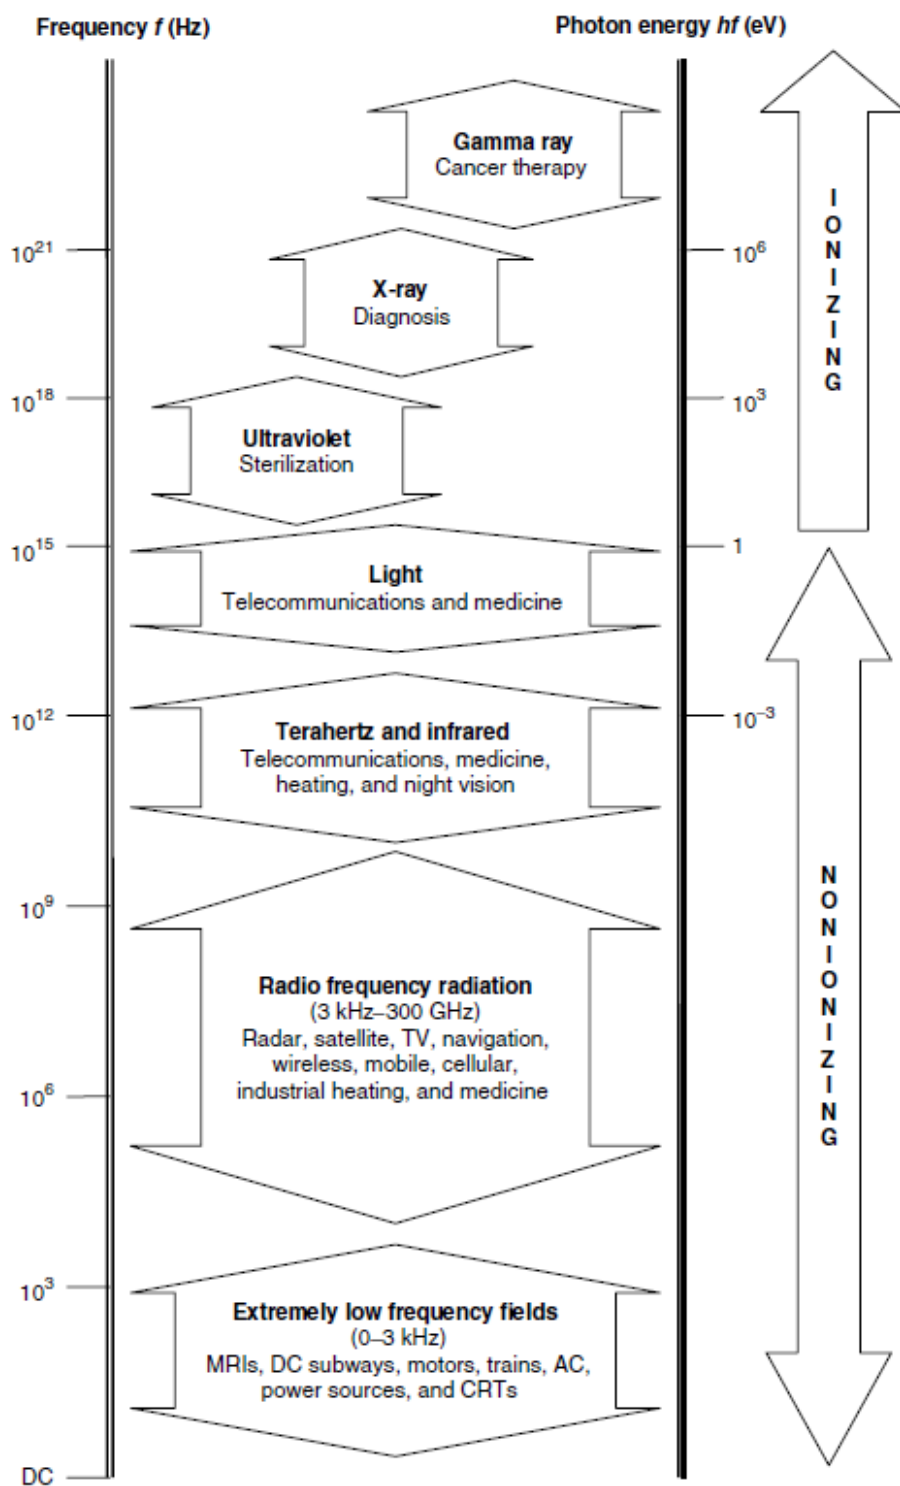 Frequency f (Hz)
Photon energy hf (eV)
Gamma ray
Cancer therapy
10²¹
10⁶
X-ray
Diagnosis
10¹⁸
10³
Ultraviolet
Sterilization
10¹⁵
1
Light
Telecommunications and medicine
10¹²
10⁻³
Terahertz and infrared
Telecommunications, medicine,
heating, and night vision
10⁹
Radio frequency radiation
(3 kHz–300 GHz)
Radar, satellite, TV, navigation,
wireless, mobile, cellular,
industrial heating, and medicine
10⁶
10³
Extremely low frequency fields
(0–3 kHz)
MRIs, DC subways, motors, trains, AC,
power sources, and CRTs
DC
IONIZING
NONIONIZING